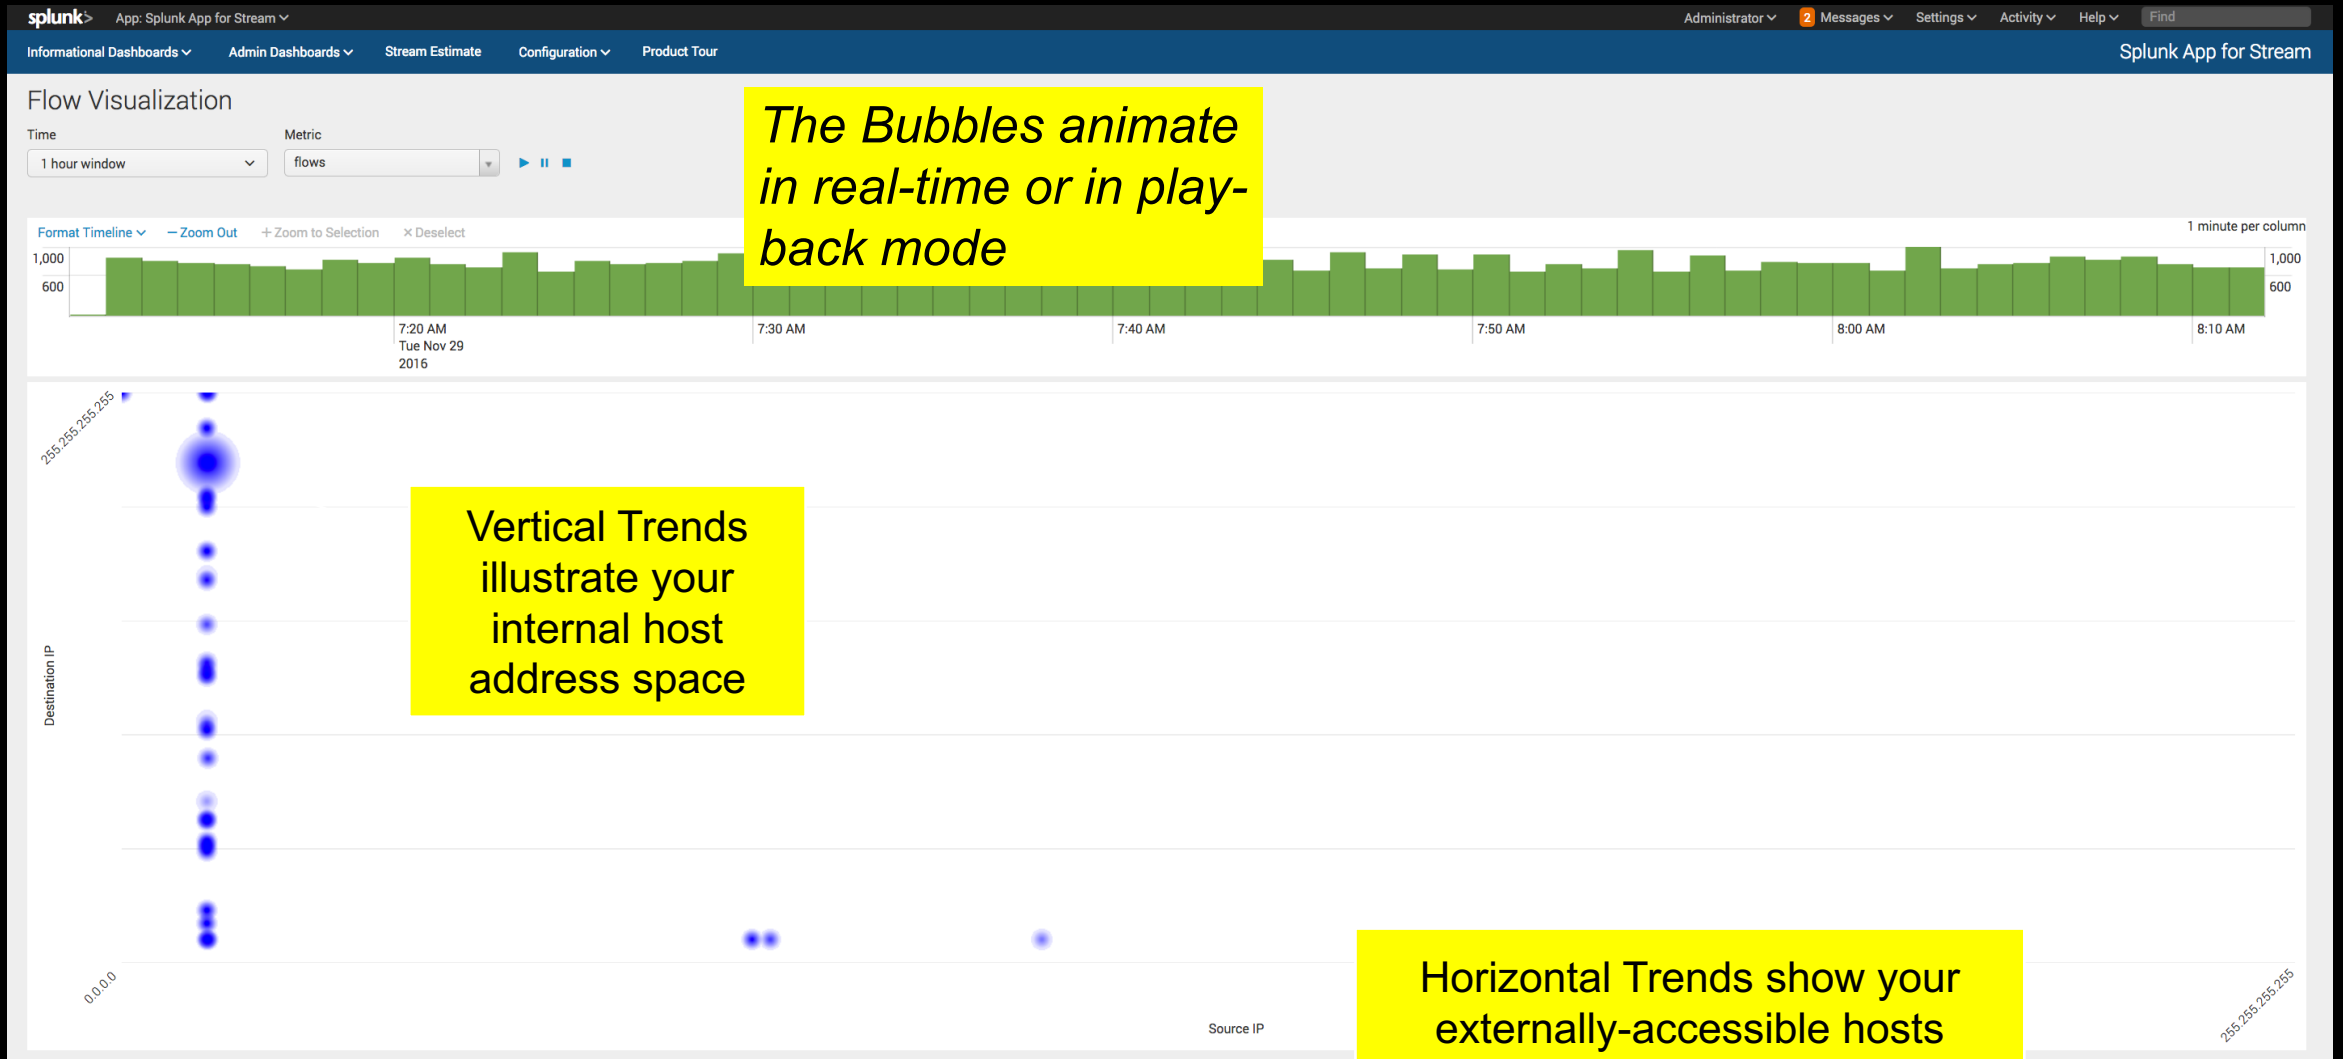 splunk> App: Splunk App for Stream Administrator 2 Messages Settings Activity Help Find
Informational Dashboards Admin Dashboards Stream Estimate Configuration Product Tour Splunk App for Stream
Flow Visualization
Time Metric
1 hour window flows
The Bubbles animate
in real-time or in play-
back mode
Format Timeline − Zoom Out + Zoom to Selection × Deselect 1 minute per column
1,000 1,000
600 600
7:20 AM 7:30 AM 7:40 AM 7:50 AM 8:00 AM 8:10 AM
Tue Nov 29
2016
255.255.255.255
Vertical Trends
illustrate your
internal host
address space
Destination IP
0.0.0.0
Horizontal Trends show your
externally-accessible hosts
Source IP
255.255.255.255